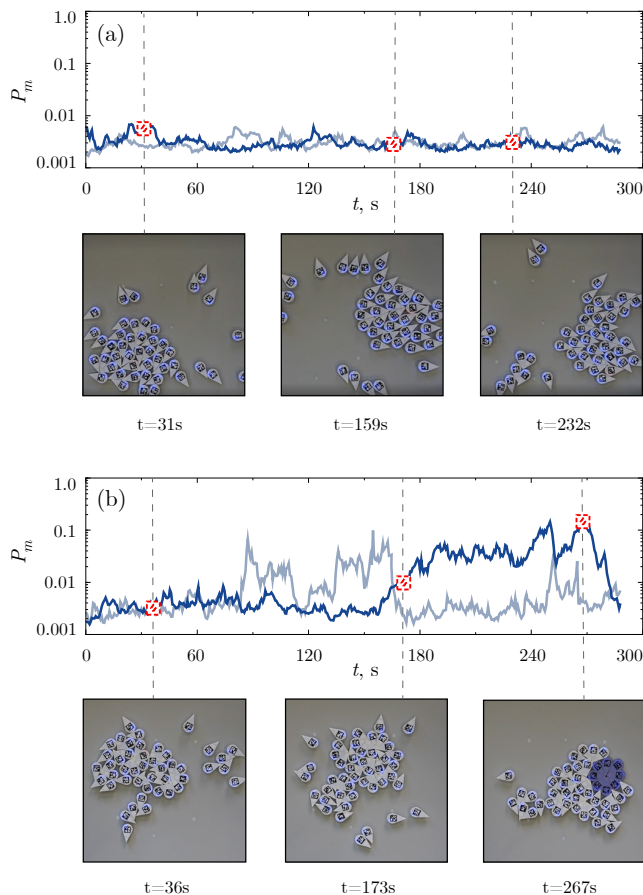 (a)
1.0
0.1
0.01
0.001
P_m
0 60 120 180 240 300
t, s
t=31s t=159s t=232s
(b)
1.0
0.1
0.01
0.001
P_m
0 60 120 180 240 300
t, s
t=36s t=173s t=267s